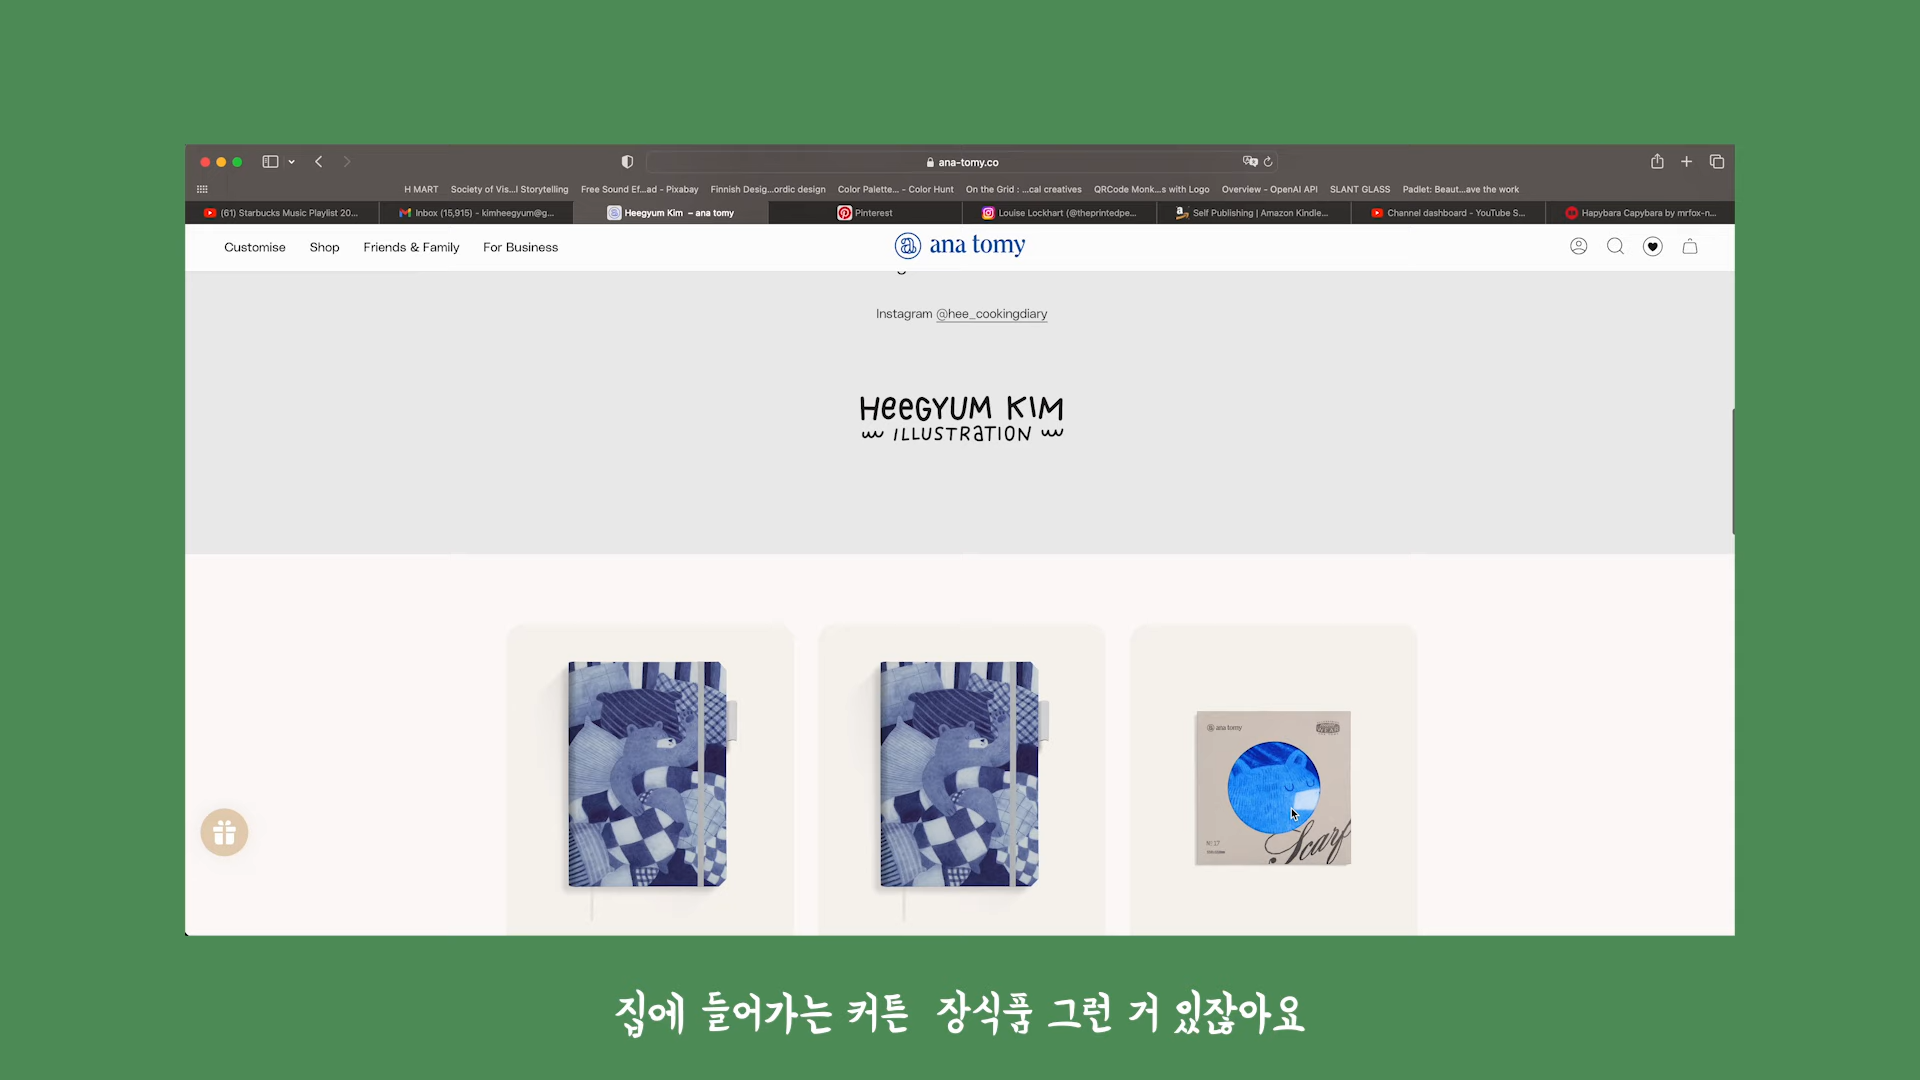 ana-tomy.co
H MART
Society of Vis...l Storytelling
Free Sound Ef...ad - Pixabay
Finnish Desig...ordic design
Color Palette... - Color Hunt
On the Grid : ...cal creatives
QRCode Monk...s with Logo
Overview - OpenAI API
SLANT GLASS
Padlet: Beaut...ave the work
(61) Starbucks Music Playlist 20...
Inbox (15,915) - kimheegyum@g...
Heegyum Kim – ana tomy
Pinterest
Louise Lockhart (@theprintedpe...
Self Publishing | Amazon Kindle...
Channel dashboard - YouTube S...
Hapybara Capybara by mrfox-n...
Customise
Shop
Friends & Family
For Business
ana tomy
Instagram @hee_cookingdiary
HEEGYUM KIM
ILLUSTRATION
ana tomy
WEAR
Scarf
Nº.17
집에 들어가는 커튼 장식품 그런 거 있잖아요